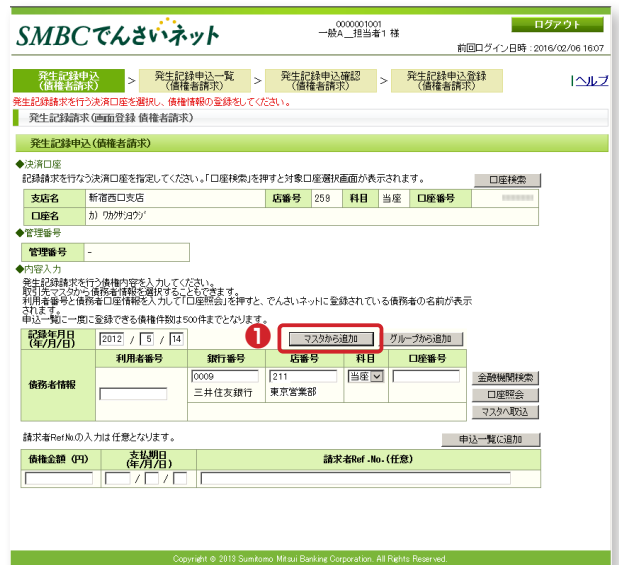 SMBCでんさいネット
0000001001
一般A＿担当者1 様
ログアウト
前回ログイン日時：2016/02/06 16:07
発生記録申込（債権者請求） > 発生記録申込一覧（債権者請求） > 発生記録申込確認（債権者請求） > 発生記録申込登録（債権者請求）
|ヘルプ
発生記録請求を行う決済口座を選択し、債権情報の登録をしてください。
発生記録請求（画面登録 債権者請求）
発生記録申込（債権者請求）
◆決済口座
記録請求を行なう決済口座を指定してください。「口座検索」を押すと対象口座選択画面が表示されます。
口座検索
支店名 新宿西口支店 店番号 259 科目 当座 口座番号
口座名 カ）ワカクサシヨウジ
◆管理番号
管理番号 -
◆内容入力
発生記録請求を行う債権内容を入力してください。
取引先マスタから債務者情報を選択することもできます。
利用者番号と債務者口座情報を入力して「口座照会」を押すと、でんさいネットに登録されている債務者の名前が表示
されます。
申込一覧に一度に登録できる債権件数は500件までとなります。
記録年月日（年/月/日） 2012 / 5 / 14
1 マスタから追加 グループから追加
利用者番号 銀行番号 店番号 科目 口座番号
債務者情報 0009 211 当座
三井住友銀行 東京営業部
金融機関検索
口座照会
マスタへ取込
請求者Ref.No.の入力は任意となります。
申込一覧に追加
債権金額（円） 支払期日（年/月/日） 請求者Ref.No.（任意）
/ /
Copyright © 2013 Sumitomo Mitsui Banking Corporation. All Rights Reserved.